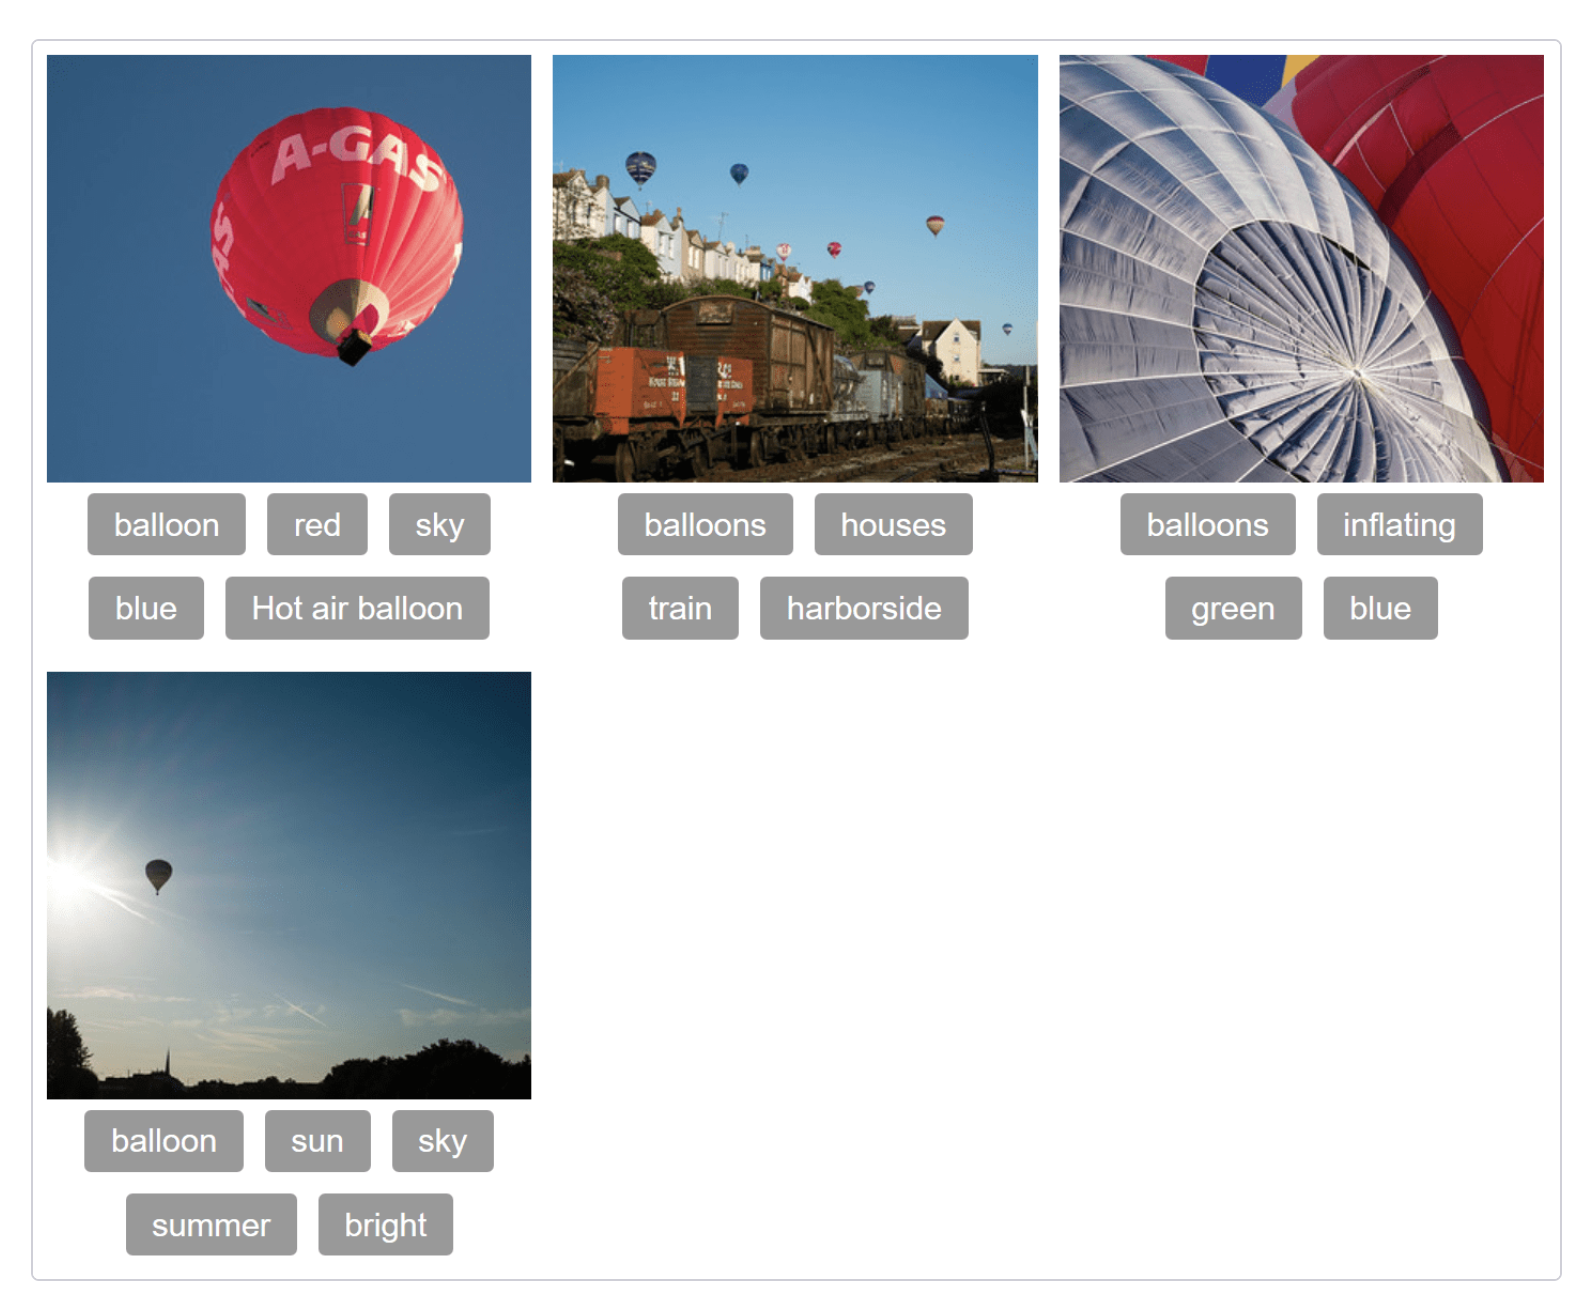 A-GAS
balloon red sky
blue Hot air balloon
balloons houses
train harborside
balloons inflating
green blue
balloon sun sky
summer bright